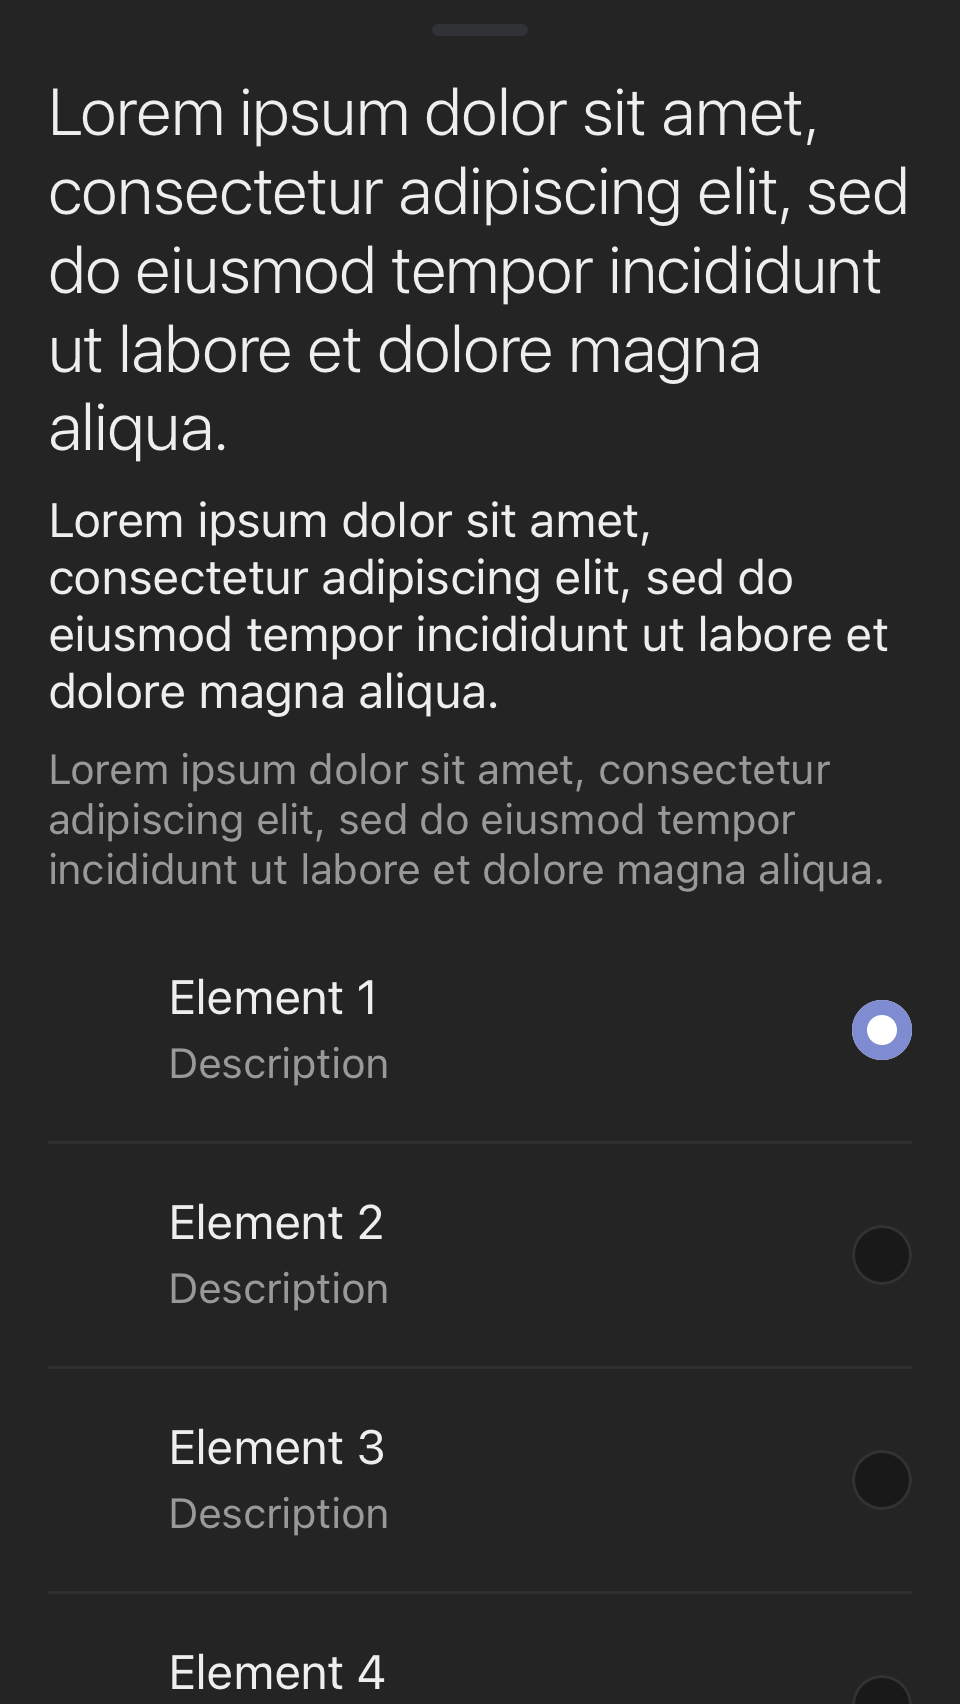 Lorem ipsum dolor sit amet,
consectetur adipiscing elit, sed
do eiusmod tempor incididunt
ut labore et dolore magna
aliqua.
Lorem ipsum dolor sit amet,
consectetur adipiscing elit, sed do
eiusmod tempor incididunt ut labore et
dolore magna aliqua.
Lorem ipsum dolor sit amet, consectetur
adipiscing elit, sed do eiusmod tempor
incididunt ut labore et dolore magna aliqua.
Element 1
Description
Element 2
Description
Element 3
Description
Element 4